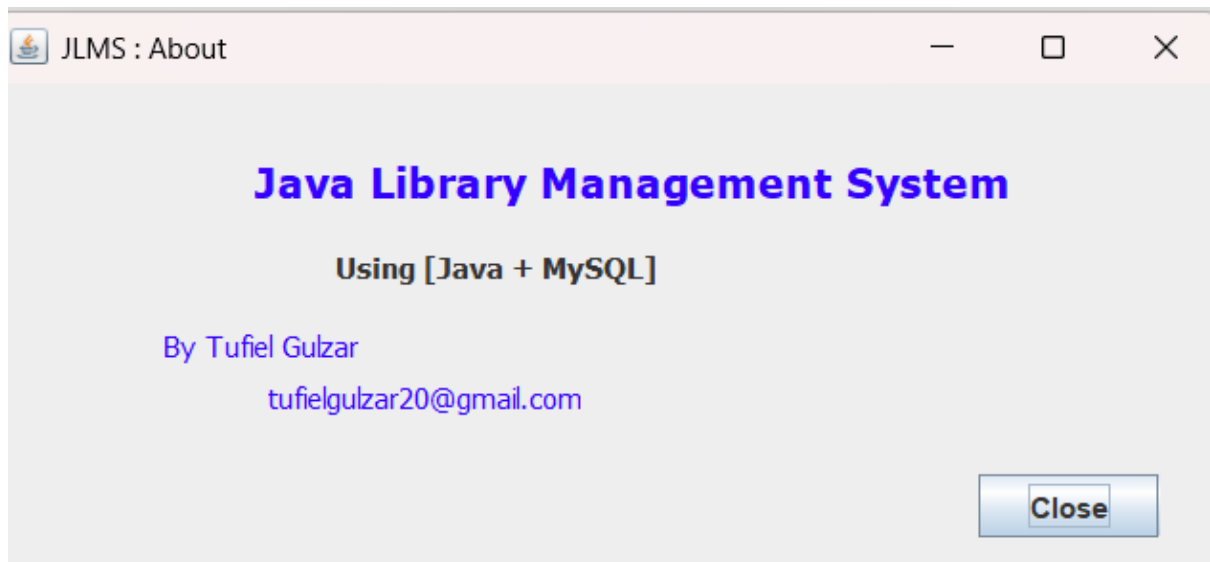 JLMS : About
Java Library Management System
Using [Java + MySQL]
By Tufiel Gulzar
tufielgulzar20@gmail.com
Close